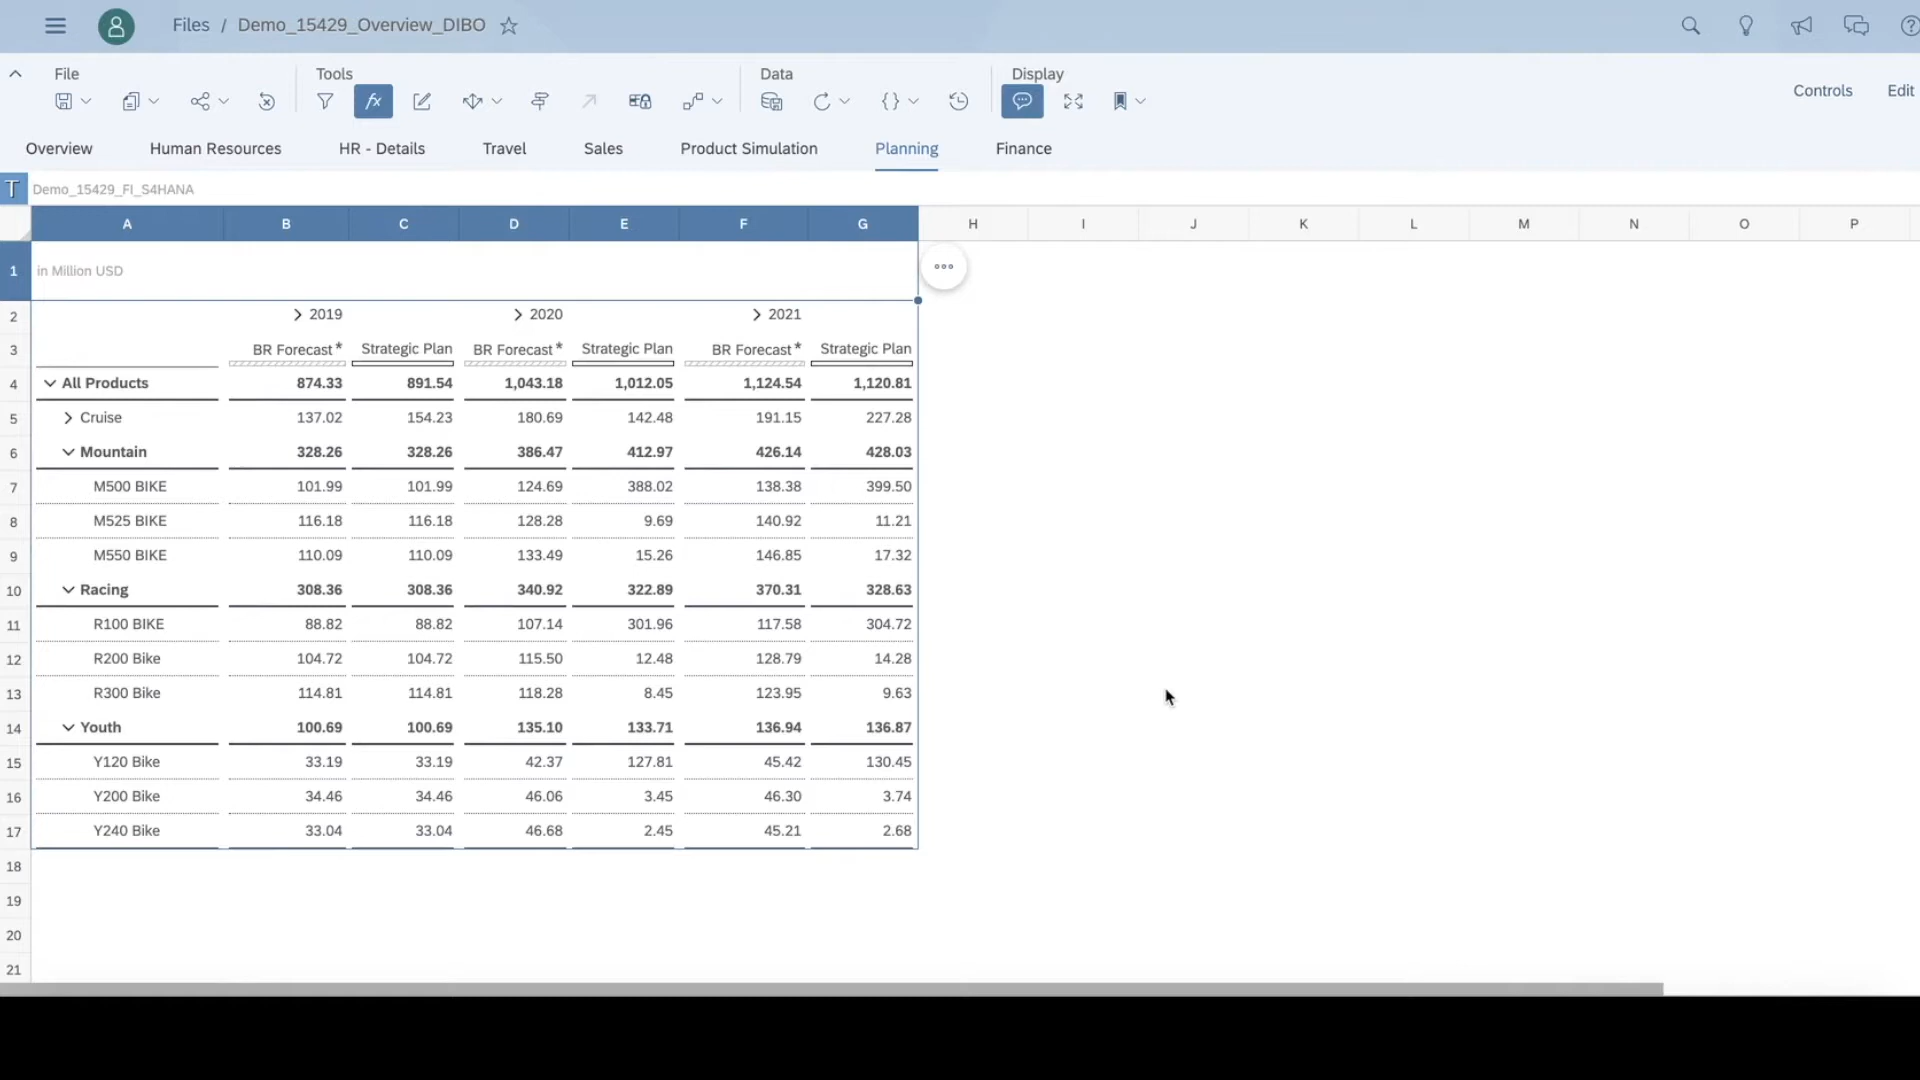 Files / Demo_15429_Overview_DIBO
File Tools Data Display
Controls Edit
Overview Human Resources HR - Details Travel Sales Product Simulation Planning Finance
T Demo_15429_FI_S4HANA
A B C D E F G H I J K L M N O P
1 in Million USD
2 2019 2020 2021
3 BR Forecast* Strategic Plan BR Forecast* Strategic Plan BR Forecast* Strategic Plan
4 All Products 874.33 891.54 1,043.18 1,012.05 1,124.54 1,120.81
5 Cruise 137.02 154.23 180.69 142.48 191.15 227.28
6 Mountain 328.26 328.26 386.47 412.97 426.14 428.03
7 M500 BIKE 101.99 101.99 124.69 388.02 138.38 399.50
8 M525 BIKE 116.18 116.18 128.28 9.69 140.92 11.21
9 M550 BIKE 110.09 110.09 133.49 15.26 146.85 17.32
10 Racing 308.36 308.36 340.92 322.89 370.31 328.63
11 R100 BIKE 88.82 88.82 107.14 301.96 117.58 304.72
12 R200 Bike 104.72 104.72 115.50 12.48 128.79 14.28
13 R300 Bike 114.81 114.81 118.28 8.45 123.95 9.63
14 Youth 100.69 100.69 135.10 133.71 136.94 136.87
15 Y120 Bike 33.19 33.19 42.37 127.81 45.42 130.45
16 Y200 Bike 34.46 34.46 46.06 3.45 46.30 3.74
17 Y240 Bike 33.04 33.04 46.68 2.45 45.21 2.68
18
19
20
21